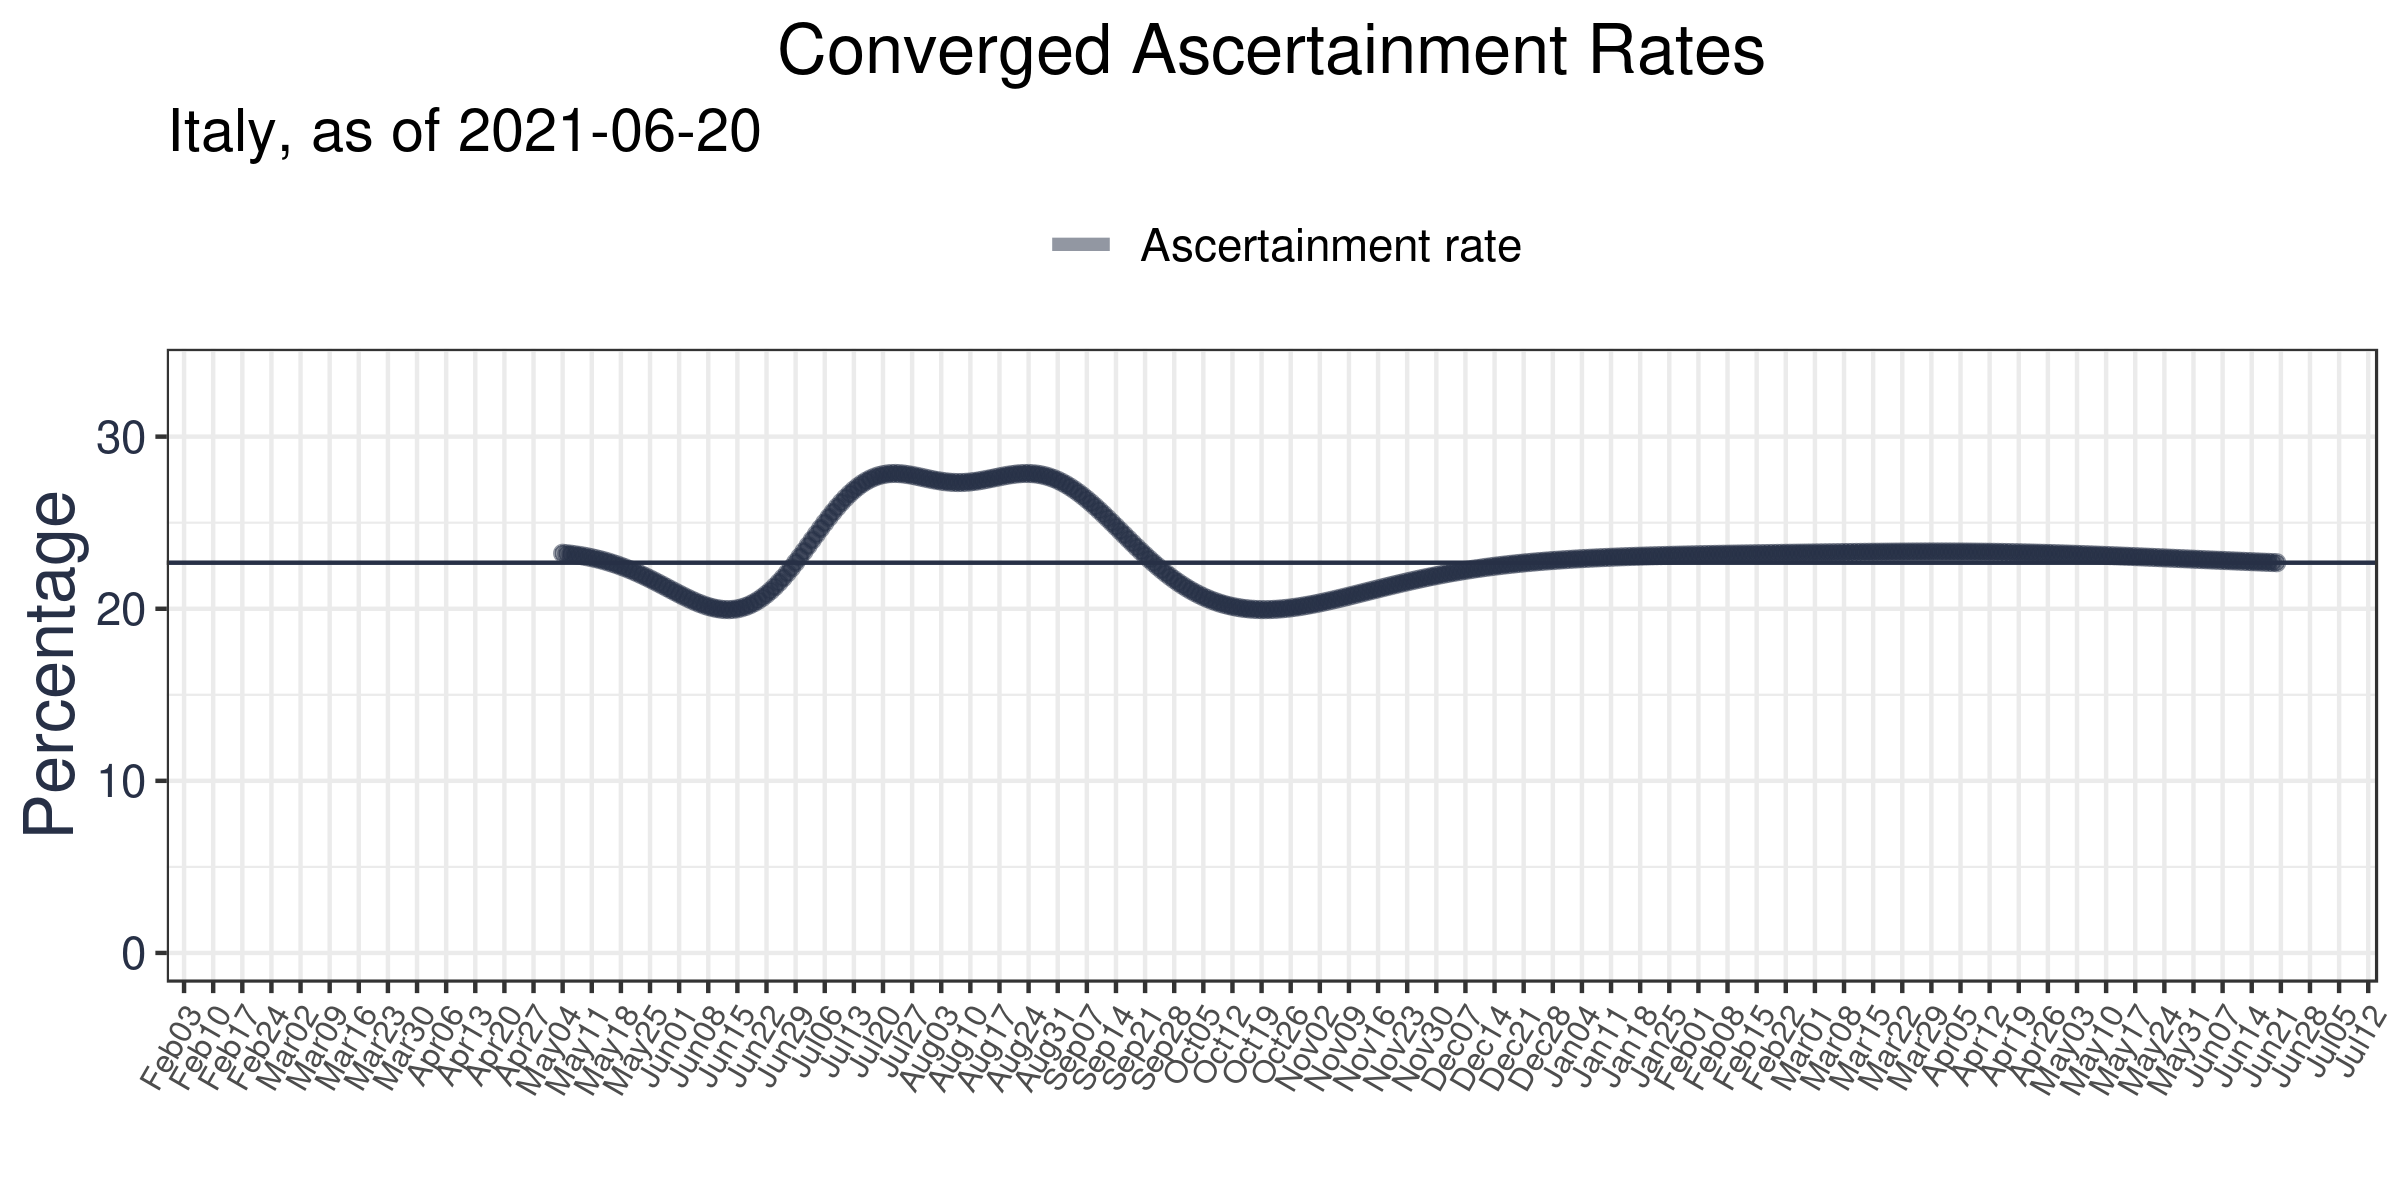 Converged Ascertainment Rates
Italy, as of 2021-06-20
Ascertainment rate
Percentage
30
20
10
0
Feb03
Feb10
Feb17
Feb24
Mar02
Mar09
Mar16
Mar23
Mar30
Apr06
Apr13
Apr20
Apr27
May04
May11
May18
May25
Jun01
Jun08
Jun15
Jun22
Jun29
Jul06
Jul13
Jul20
Jul27
Aug03
Aug10
Aug17
Aug24
Aug31
Sep07
Sep14
Sep21
Sep28
Oct05
Oct12
Oct19
Oct26
Nov02
Nov09
Nov16
Nov23
Nov30
Dec07
Dec14
Dec21
Dec28
Jan04
Jan11
Jan18
Jan25
Feb01
Feb08
Feb15
Feb22
Mar01
Mar08
Mar15
Mar22
Mar29
Apr05
Apr12
Apr19
Apr26
May03
May10
May17
May24
May31
Jun07
Jun14
Jun21
Jun28
Jul05
Jul12